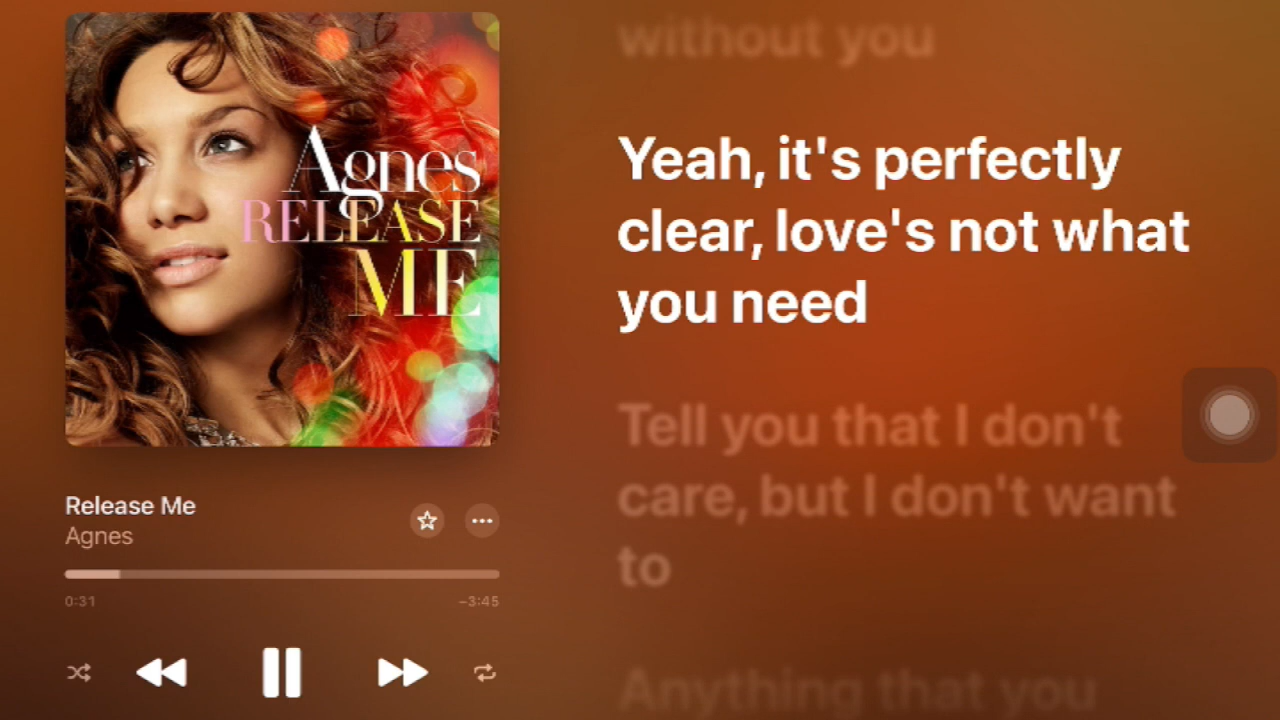 Agnes
RELEASE
ME
Release Me
Agnes
0:31
−3:45
without you
Yeah, it's perfectly
clear, love's not what
you need
Tell you that I don't
care, but I don't want
to
Anything that you